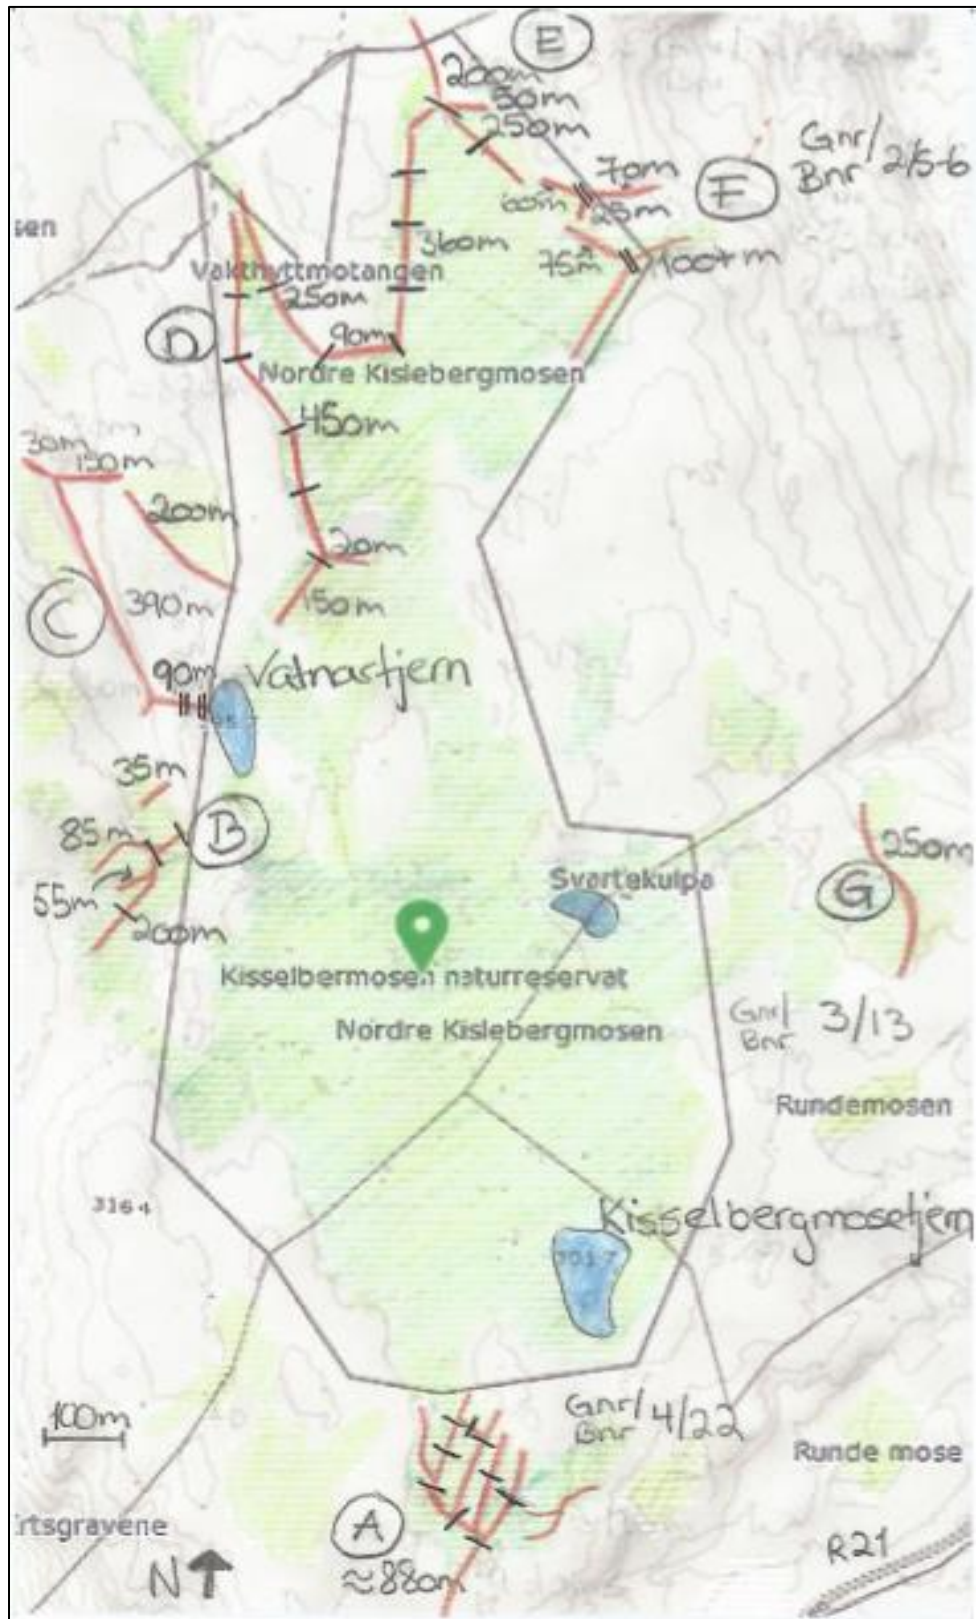 E
200m
50m
250m
Gnr/
Bnr 2/5-6
70m
F
60m
25m
sen
360m
75m
100+m
Vakthyttmotangen
250m
D
90m
Nordre Kislebergmosen
450m
30m
150m
200m
20m
390m
150m
C
90m
Vatnastjern
35m
B
85m
250m
Svartekulpa
G
55m
200m
Kisselbermosen naturreservat
Gnr/
Bnr 3/13
Nordre Kislebergmosen
Rundemosen
3164
Kisselbergmosetjern
Gnr/
Bnr 4/22
100m
Runde mose
rtsgravene
A
R21
N
≈880m